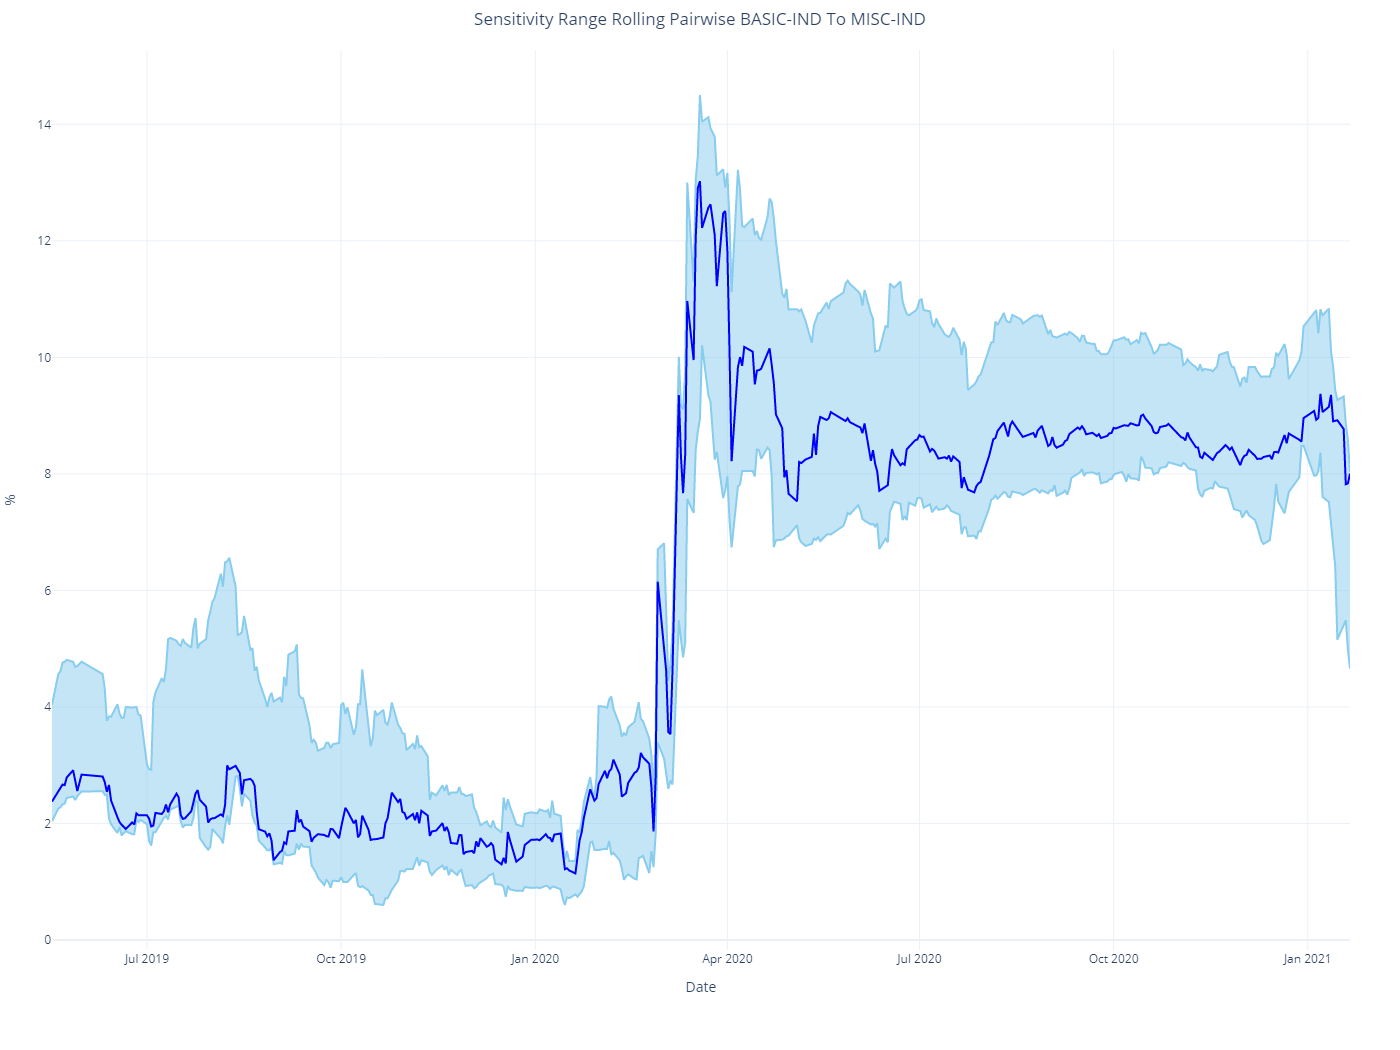 Sensitivity Range Rolling Pairwise BASIC-IND To MISC-IND
14
12
10
8
6
4
2
0
%
Jul 2019
Oct 2019
Jan 2020
Apr 2020
Jul 2020
Oct 2020
Jan 2021
Date